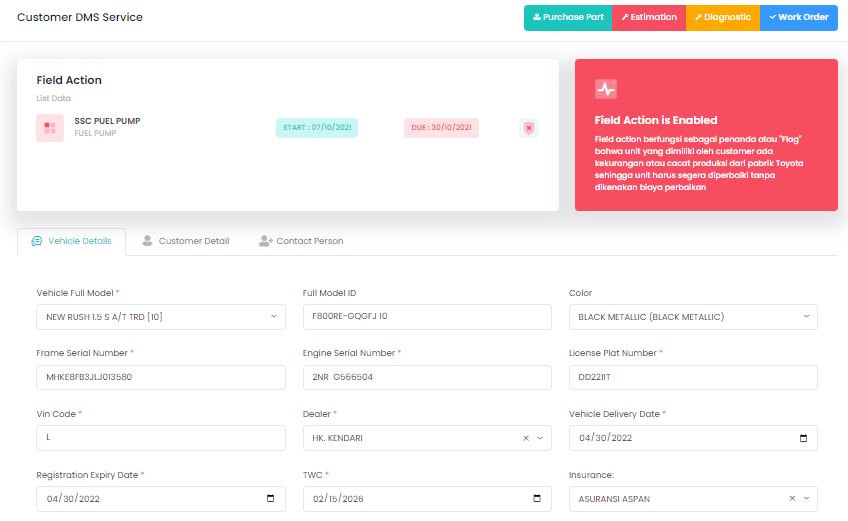 Customer DMS Service
Purchase Part
Estimation
Diagnostic
Work Order
Field Action
List Data
SSC PUEL PUMP
FUEL PUMP
START : 07/10/2021
DUE : 30/10/2021
Field Action is Enabled
Field action berfungsi sebagai penanda atau "Flag"
bahwa unit yang dimiliki oleh customer ada
kekurangan atau cacat produksi dari pabrik Toyota
sehingga unit harus segera diperbaiki tanpa
dikenakan biaya perbaikan
Vehicle Details
Customer Detail
Contact Person
Vehicle Full Model *
Full Model ID
Color
NEW RUSH 1.5 S A/T TRD [10]
F800RE-GQGFJ 10
BLACK METALLIC (BLACK METALLIC)
Frame Serial Number *
Engine Serial Number *
License Plat Number *
MHKE8FB3JLJ013580
2NR G566504
DD221IT
Vin Code *
Dealer *
Vehicle Delivery Date *
L
HK. KENDARI
04/30/2022
Registration Expiry Date *
TWC *
Insurance:
04/30/2022
02/15/2026
ASURANSI ASPAN